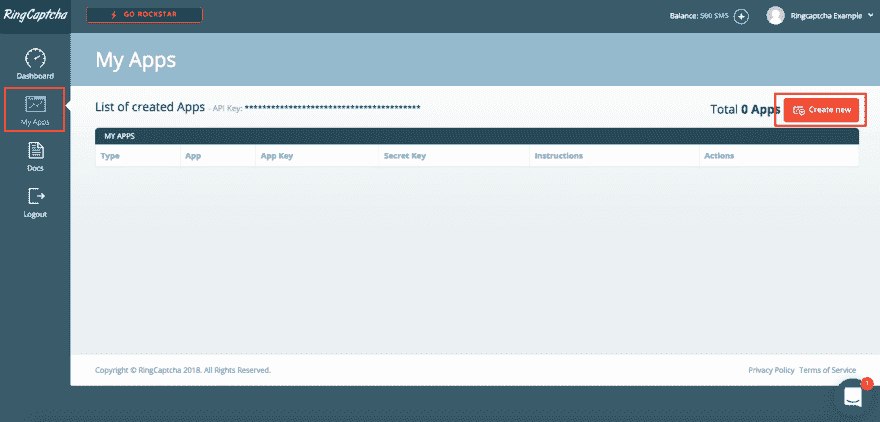 RingCaptcha
GO ROCKSTAR
Balance: 500 SMS
Ringcaptcha Example
Dashboard
My Apps
Docs
Logout
My Apps
List of created Apps - API Key: ****************************************
Total 0 Apps
Create new
MY APPS
Type App App Key Secret Key Instructions Actions
Copyright © RingCaptcha 2018. All Rights Reserved.
Privacy Policy Terms of Service
1